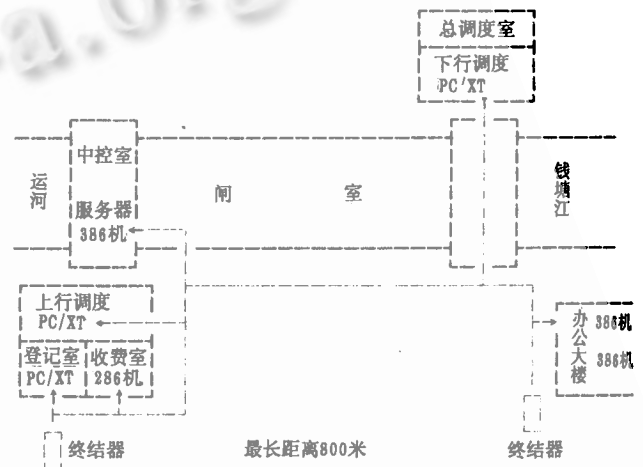 总调度室
下行调度
PC/XT
中控室
运河
服务器
386机
闸 室
钱塘江
上行调度
PC/XT
登记室 收费室
PC/XT 286机
办公大楼
386机
386机
终结器 最长距离800米 终结器